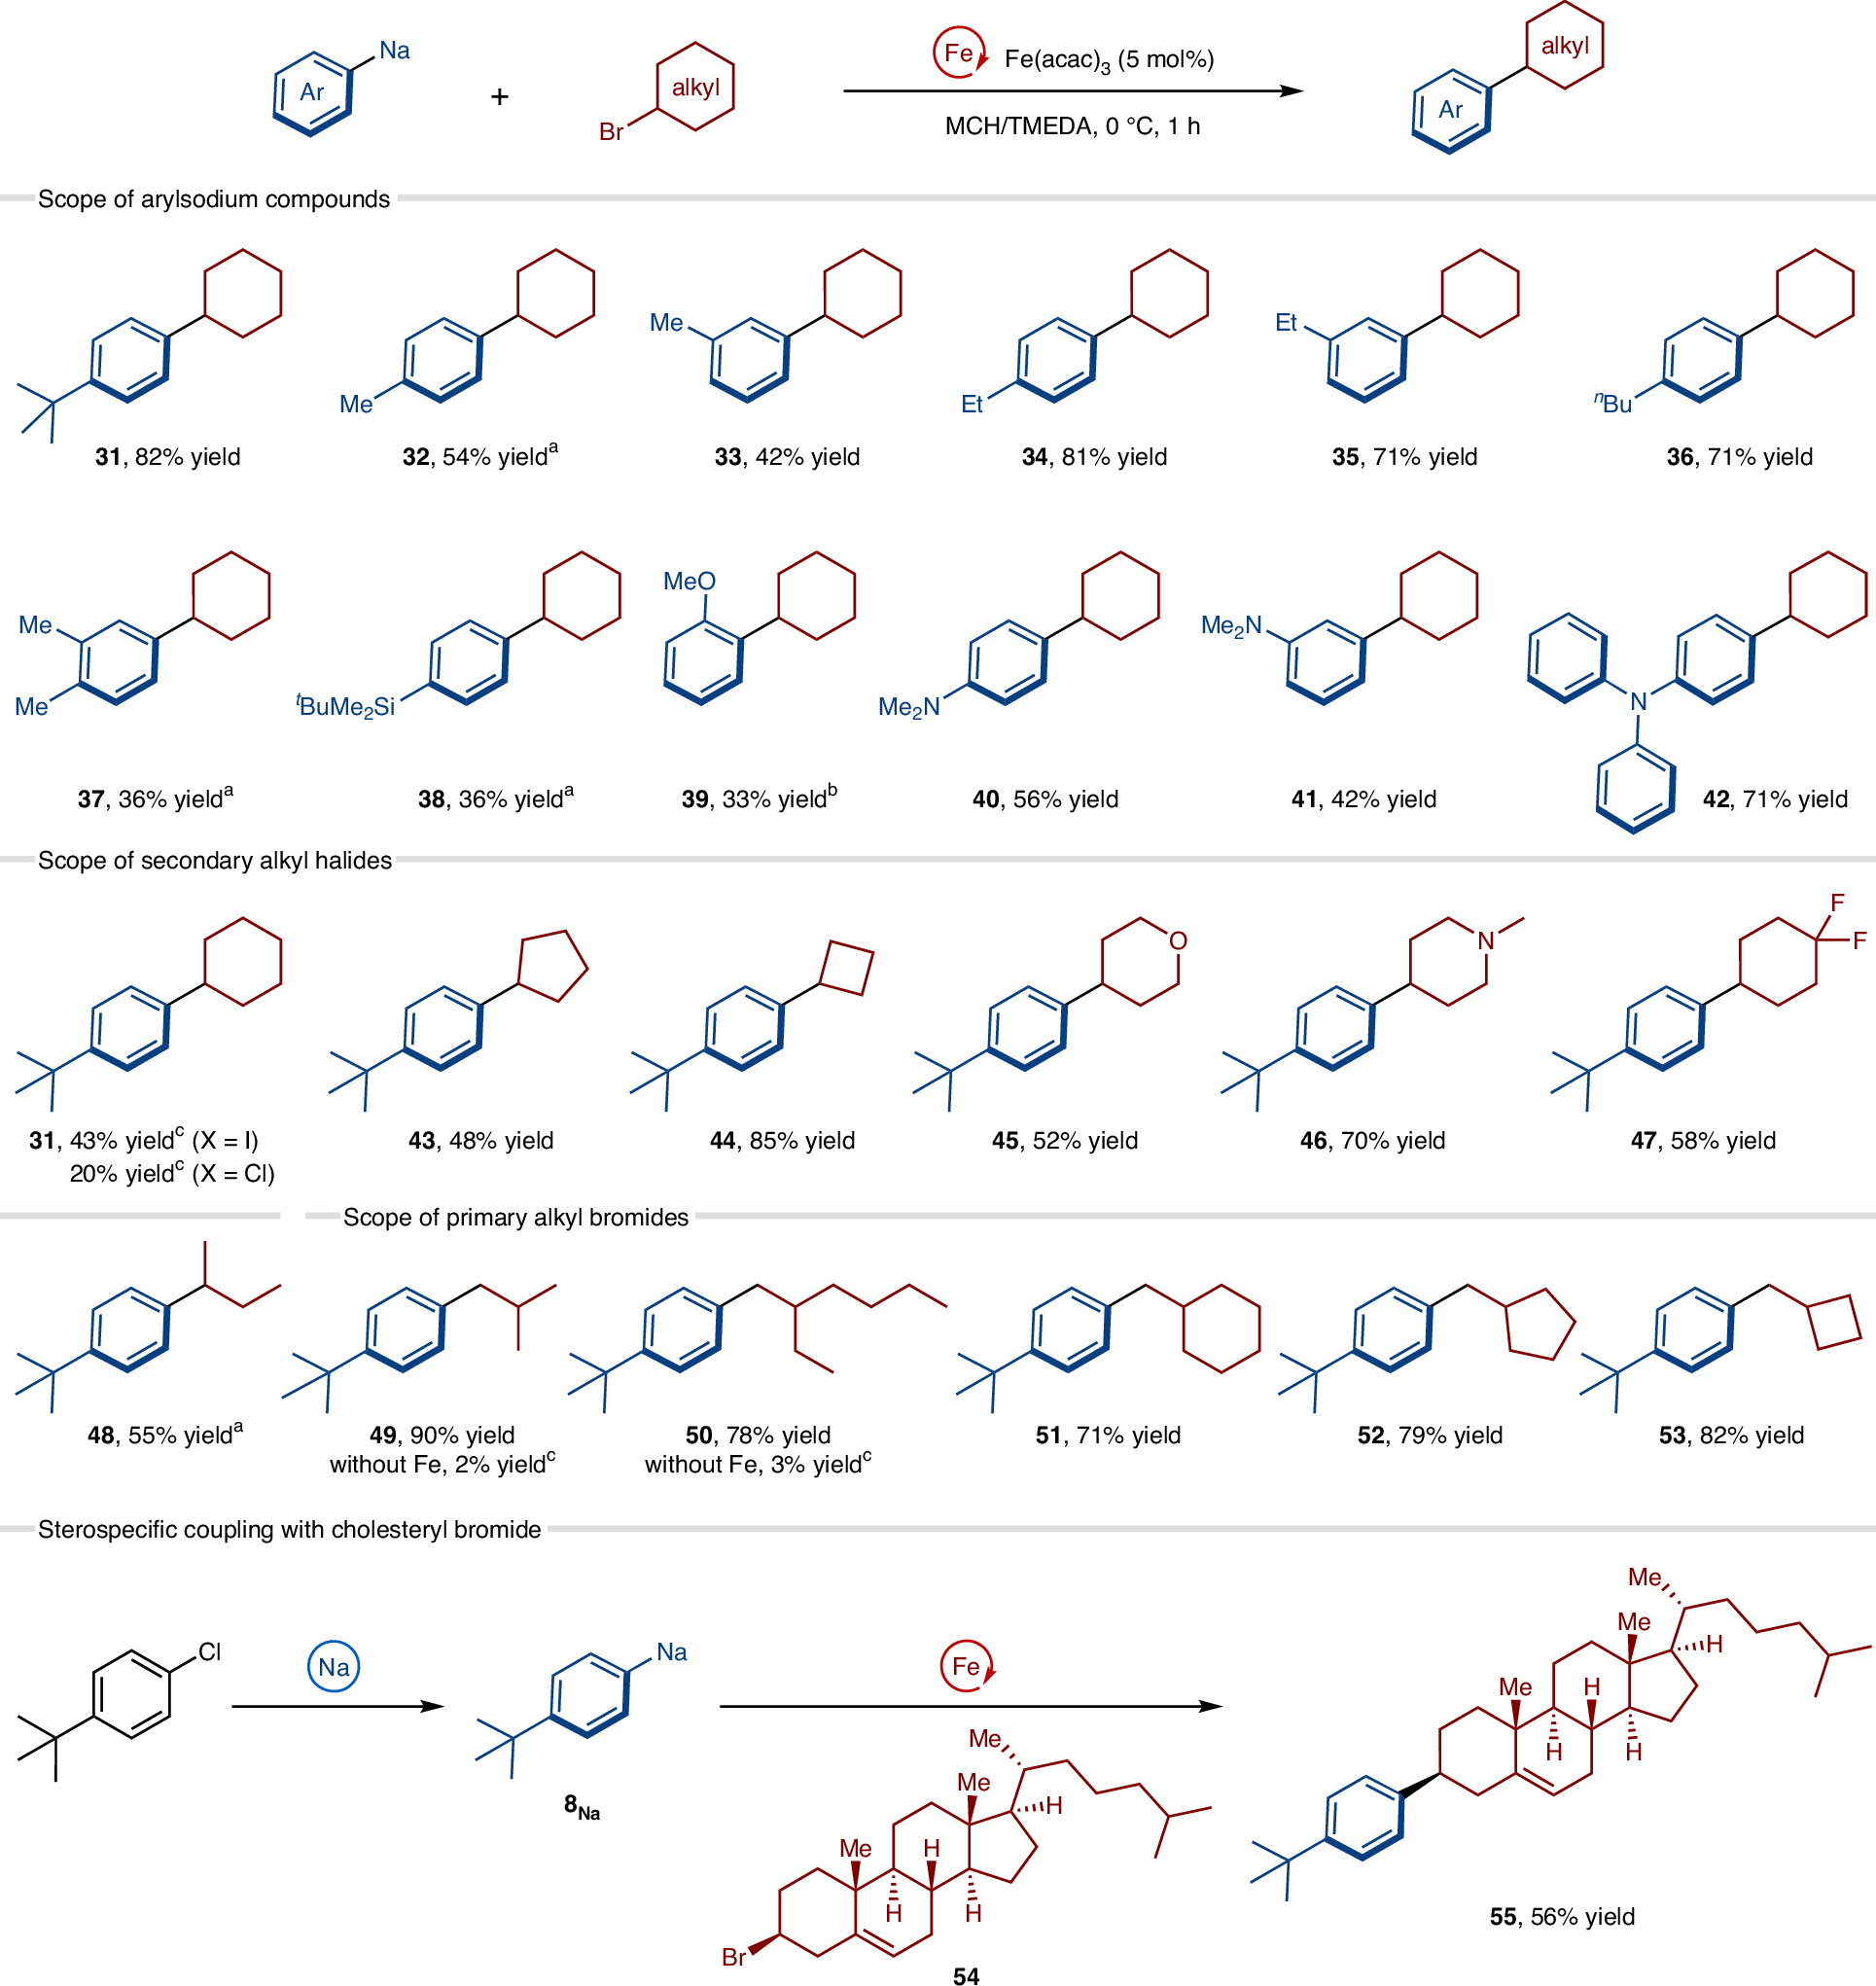 Ar Na + Br alkyl Fe Fe(acac)3 (5 mol%) Ar alkyl
MCH/TMEDA, 0 °C, 1 h
Scope of arylsodium compounds
Me Me Et Et nBu
31, 82% yield 32, 54% yielda 33, 42% yield 34, 81% yield 35, 71% yield 36, 71% yield
Me Me tBuMe2Si MeO Me2N Me2N N
37, 36% yielda 38, 36% yielda 39, 33% yieldb 40, 56% yield 41, 42% yield 42, 71% yield
Scope of secondary alkyl halides
O N F F
31, 43% yieldc (X = I) 43, 48% yield 44, 85% yield 45, 52% yield 46, 70% yield 47, 58% yield
20% yieldc (X = Cl)
Scope of primary alkyl bromides
48, 55% yielda 49, 90% yield 50, 78% yield 51, 71% yield 52, 79% yield 53, 82% yield
without Fe, 2% yieldc without Fe, 3% yieldc
Sterospecific coupling with cholesteryl bromide
Cl Na Na Fe
8Na
Br Me H H H Me H Me
54
Me H H H Me H Me
55, 56% yield